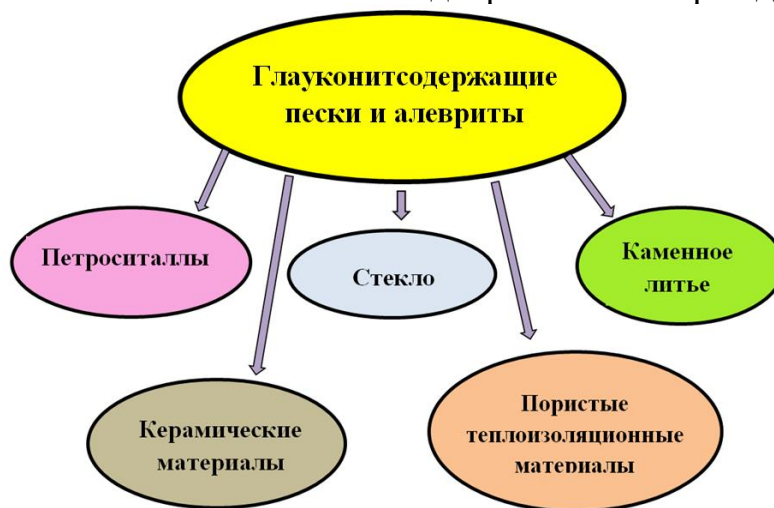 Глауконитсодержащие
пески и алевриты
Петроситаллы
Стекло
Каменное
литье
Керамические
материалы
Пористые
теплоизоляционные
материалы